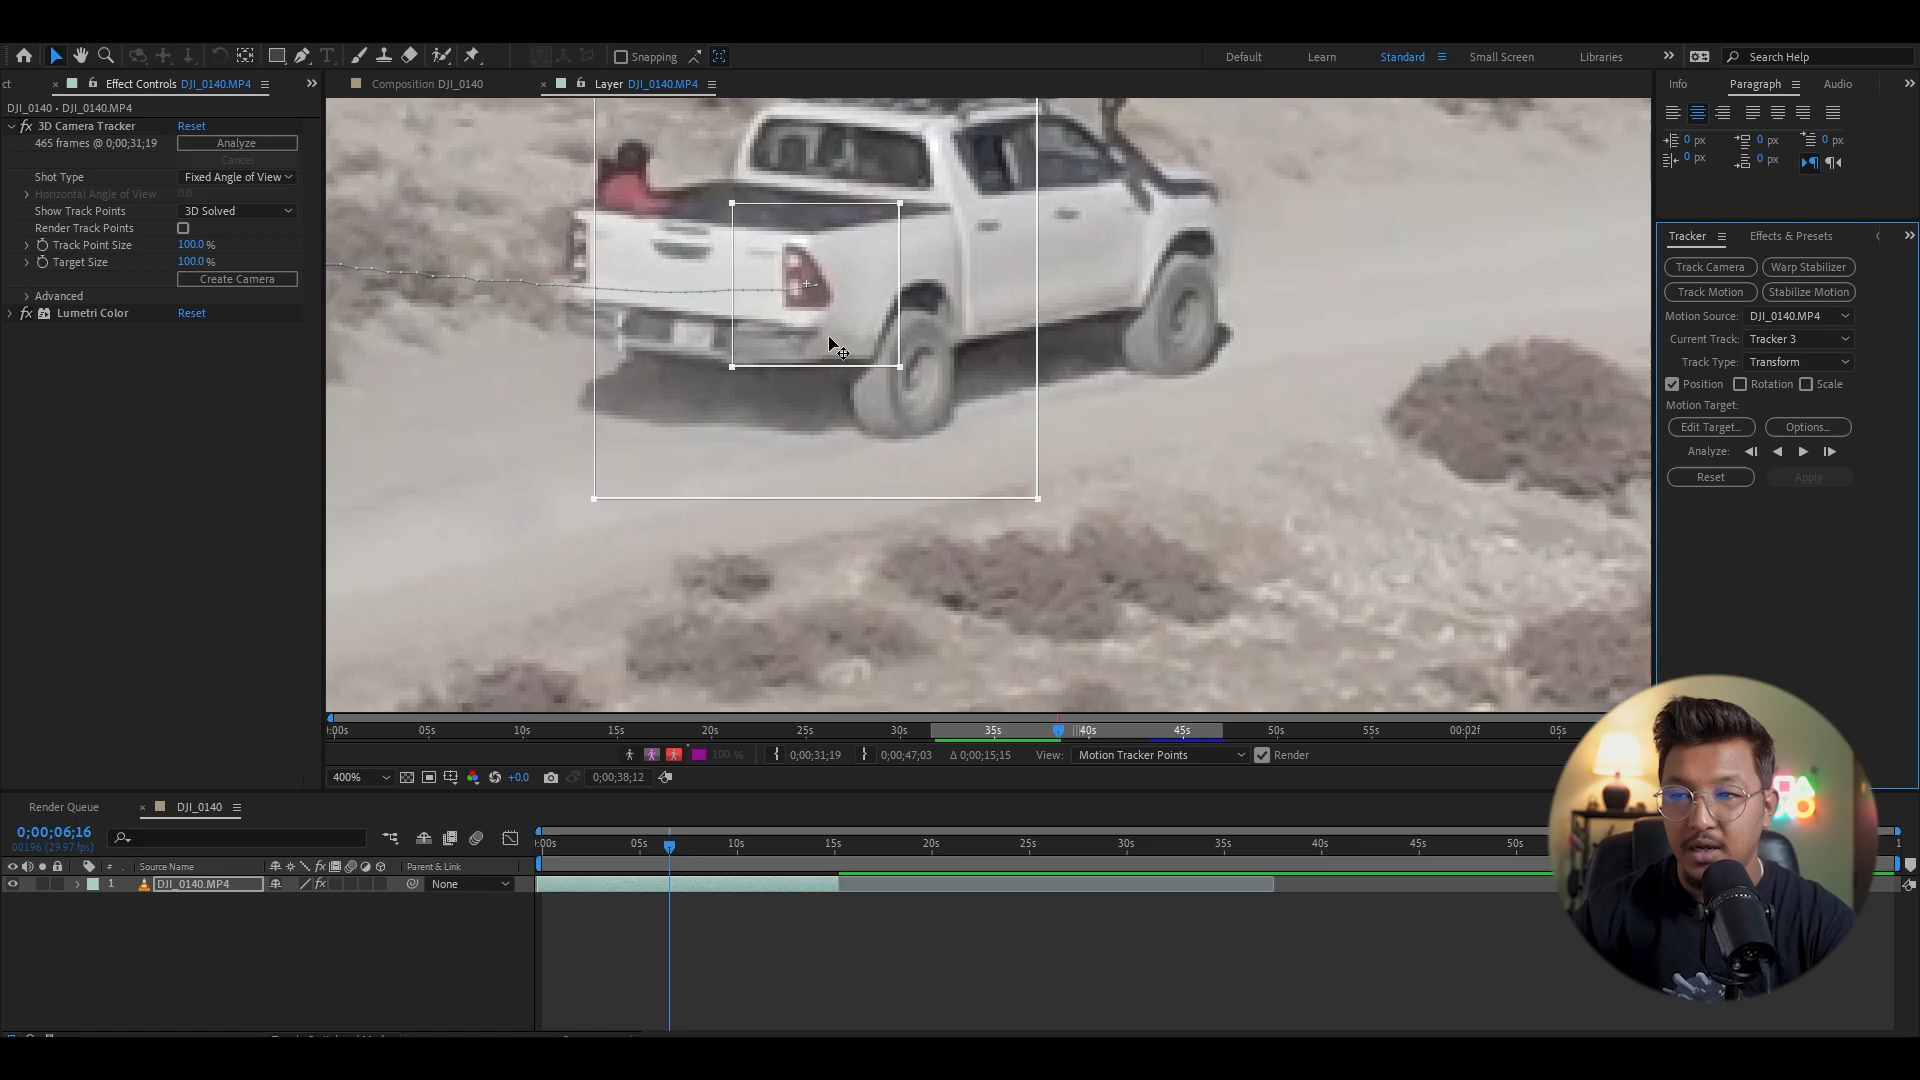 Snapping
Default
Learn
Standard
Small Screen
Libraries
Search Help
ct
Effect Controls DJI_0140.MP4
Composition DJI_0140
Layer DJI_0140.MP4
Info
Paragraph
Audio
DJI_0140 • DJI_0140.MP4
fx 3D Camera Tracker Reset
465 frames @ 0;00;31;19 Analyze
Cancel
Shot Type Fixed Angle of View
Horizontal Angle of View 0.0
Show Track Points 3D Solved
Render Track Points
Track Point Size 100.0 %
Target Size 100.0 %
Create Camera
Advanced
fx Lumetri Color Reset
0 px 0 px 0 px
0 px 0 px
Tracker
Effects & Presets
Track Camera Warp Stabilizer
Track Motion Stabilize Motion
Motion Source: DJI_0140.MP4
Current Track: Tracker 3
Track Type: Transform
Position Rotation Scale
Motion Target:
Edit Target... Options...
Analyze:
Reset Apply
:00s 05s 10s 15s 20s 25s 30s 35s 40s 45s 50s 55s 00:02f 05s
100 % 0;00;31;19 0;00;47;03 Δ 0;00;15;15 View: Motion Tracker Points Render
400% +0.0 0;00;38;12
Render Queue
DJI_0140
0;00;06;16
00196 (29.97 fps)
:00s 05s 10s 15s 20s 25s 30s 35s 40s 45s 50s 1
# Source Name fx Parent & Link
1 DJI_0140.MP4 fx None